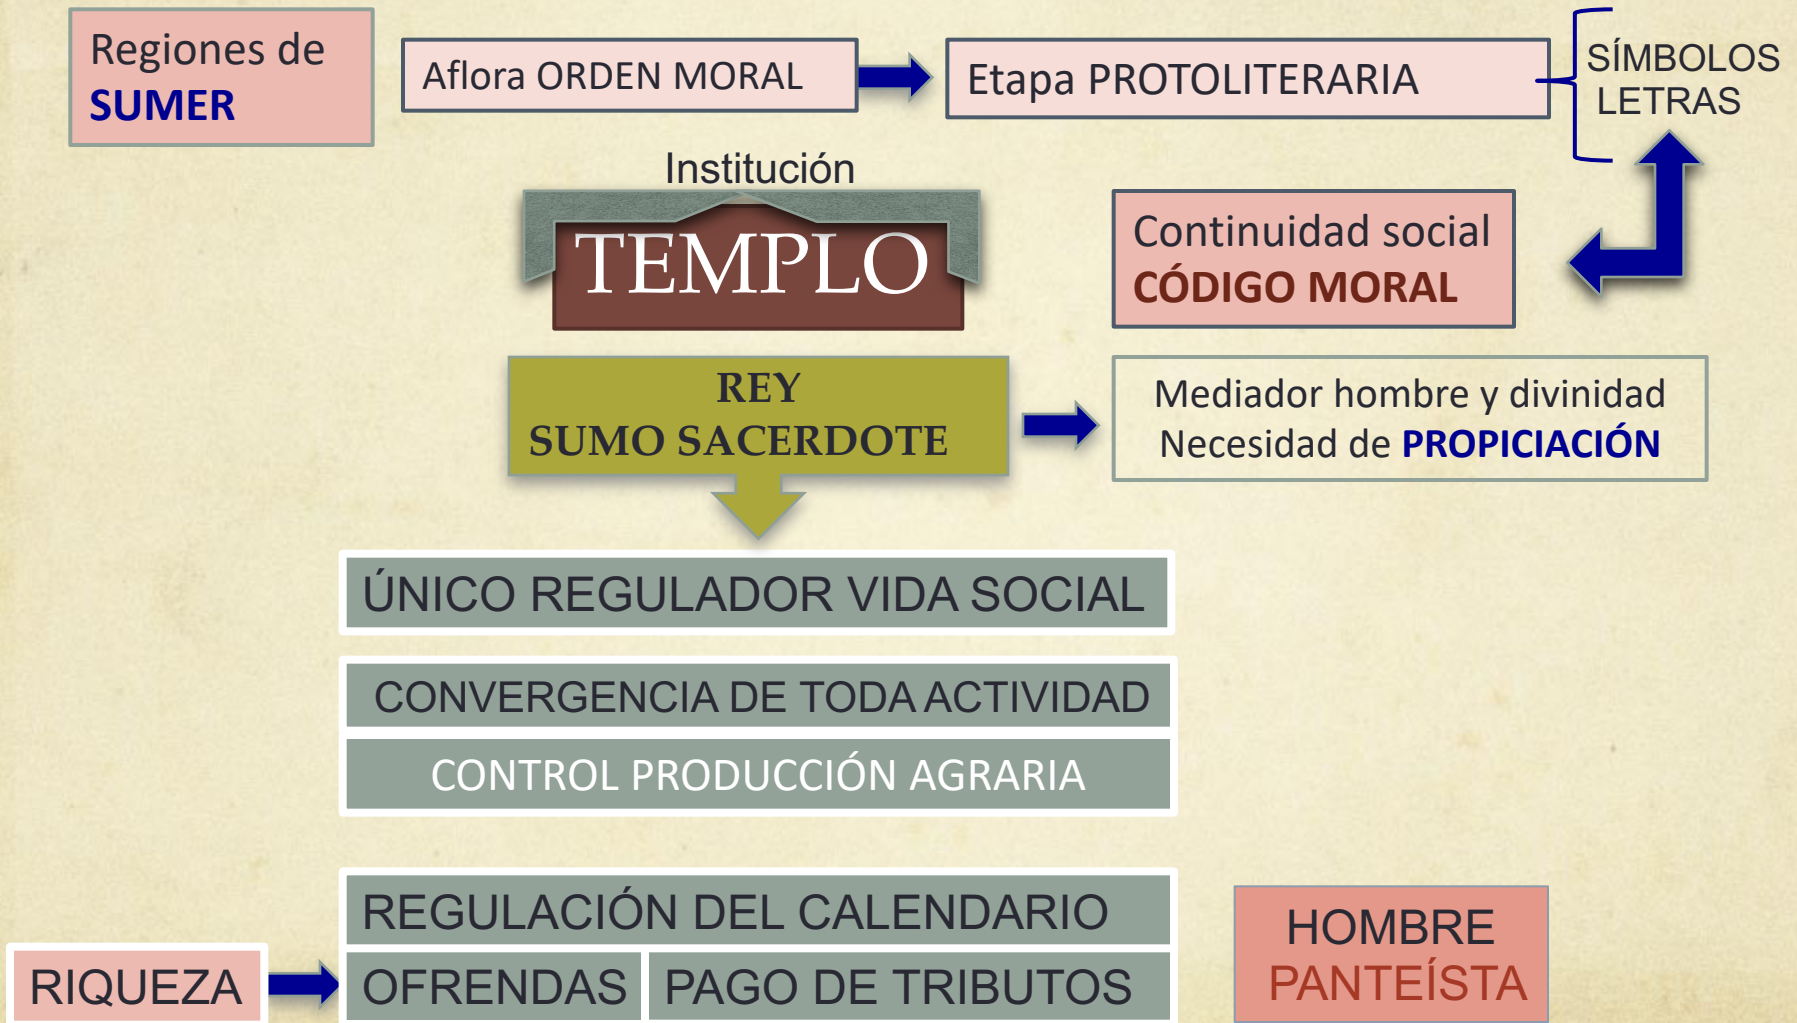 Regiones de
SUMER
Aflora ORDEN MORAL
Etapa PROTOLITERARIA
SÍMBOLOS
LETRAS
Institución
TEMPLO
Continuidad social
CÓDIGO MORAL
REY
SUMO SACERDOTE
Mediador hombre y divinidad
Necesidad de PROPICIACIÓN
ÚNICO REGULADOR VIDA SOCIAL
CONVERGENCIA DE TODA ACTIVIDAD
CONTROL PRODUCCIÓN AGRARIA
REGULACIÓN DEL CALENDARIO
RIQUEZA
OFRENDAS
PAGO DE TRIBUTOS
HOMBRE
PANTEÍSTA